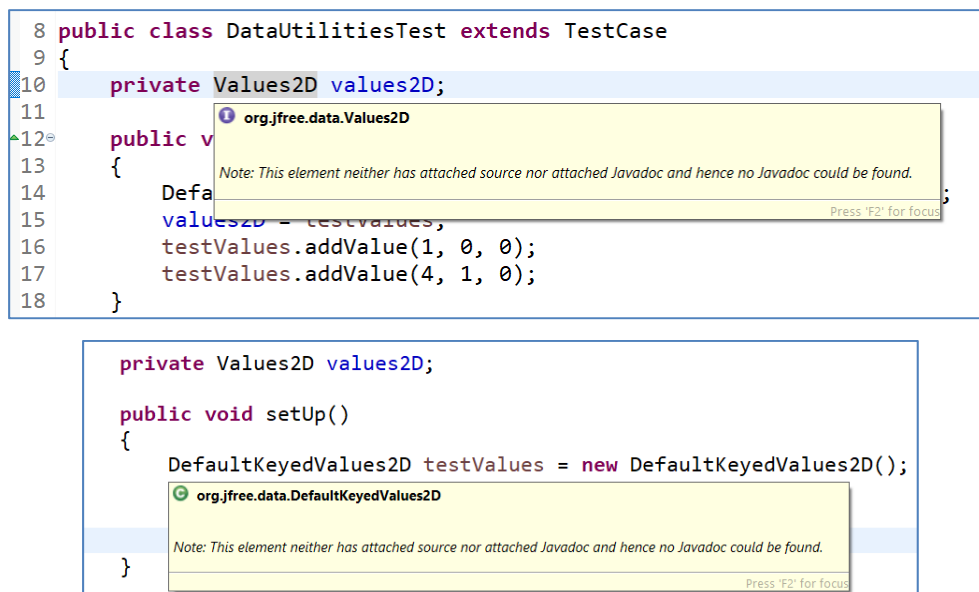 8 public class DataUtilitiesTest extends TestCase
9 {
10 private Values2D values2D;
11
I org.jfree.data.Values2D
12 public v
13 {
Note: This element neither has attached source nor attached Javadoc and hence no Javadoc could be found.
14 Defa ;
Press 'F2' for focus
15 values2D = testValues;
16 testValues.addValue(1, 0, 0);
17 testValues.addValue(4, 1, 0);
18 }
private Values2D values2D;
public void setUp()
{
DefaultKeyedValues2D testValues = new DefaultKeyedValues2D();
C org.jfree.data.DefaultKeyedValues2D
Note: This element neither has attached source nor attached Javadoc and hence no Javadoc could be found.
}
Press 'F2' for focus